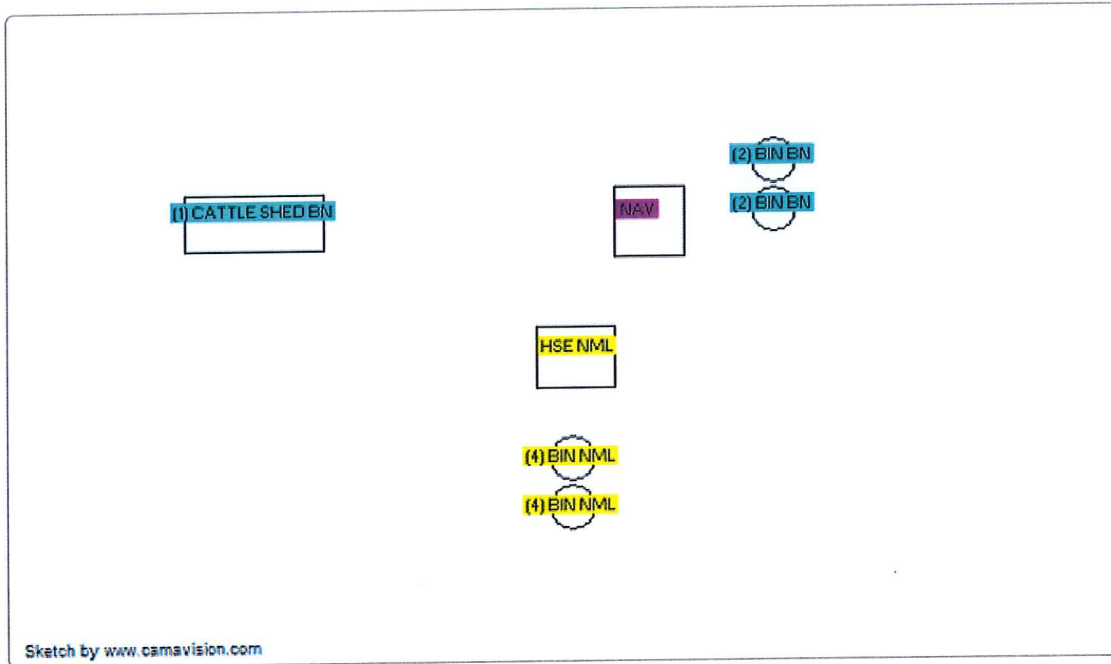 (2) BIN BN
(1) CATTLE SHED BN
NAV
(2) BIN BN
HSE NML
(4) BIN NML
(4) BIN NML
Sketch by www.camavision.com